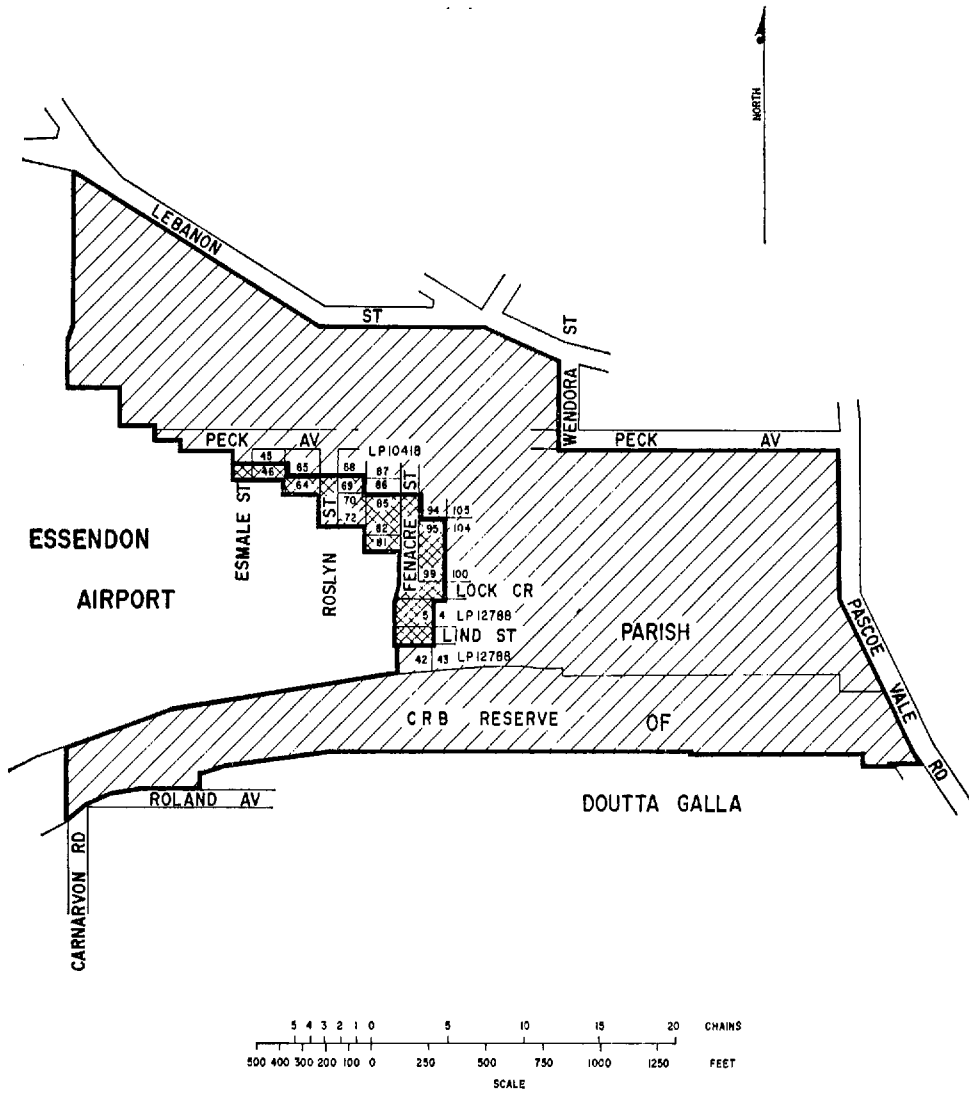 NORTH
LEBANON
ST
WENDORA ST
PECK AV
PECK AV
LP10418
45 65 68 87
46 64 69 86
70 85
72 82
81
ST
ST
94 105
95 104
99 100
ESMALE ST
ROSLYN
FENACRE
ESSENDON
AIRPORT
LOCK CR
5 4 LP12788
LIND ST
42 43 LP12788
PARISH
PASCOE VALE RD
CRB RESERVE
OF
ROLAND AV
DOUTTA GALLA
CARNARVON RD
5 4 3 2 1 0 5 10 15 20 CHAINS
500 400 300 200 100 0 250 500 750 1000 1250 FEET
SCALE